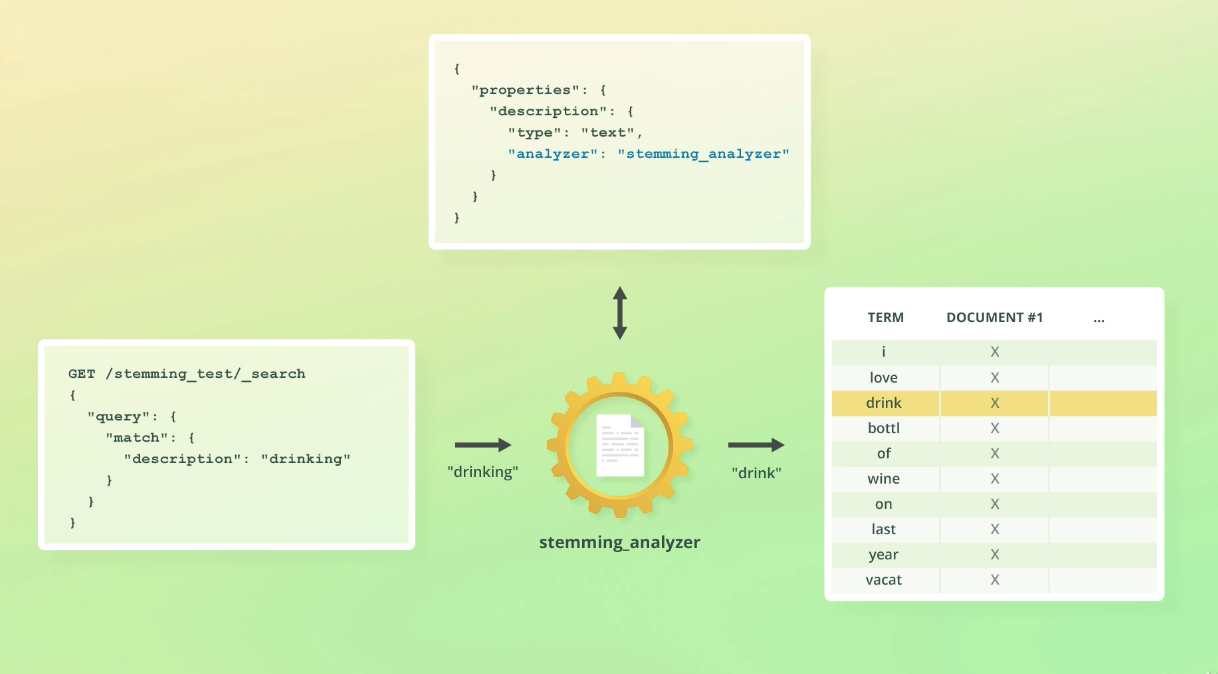 {
  "properties": {
    "description": {
      "type": "text",
      "analyzer": "stemming_analyzer"
    }
  }
}
GET /stemming_test/_search
{
  "query": {
    "match": {
      "description": "drinking"
    }
  }
}
"drinking"
stemming_analyzer
"drink"
TERM DOCUMENT #1 ...
i X
love X
drink X
bottl X
of X
wine X
on X
last X
year X
vacat X